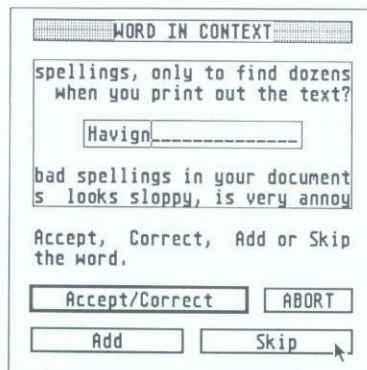 WORD IN CONTEXT
spellings, only to find dozens
when you print out the text?
Havign______________
bad spellings in your document
s looks sloppy, is very annoy
Accept, Correct, Add or Skip
the word.
Accept/Correct ABORT
Add Skip